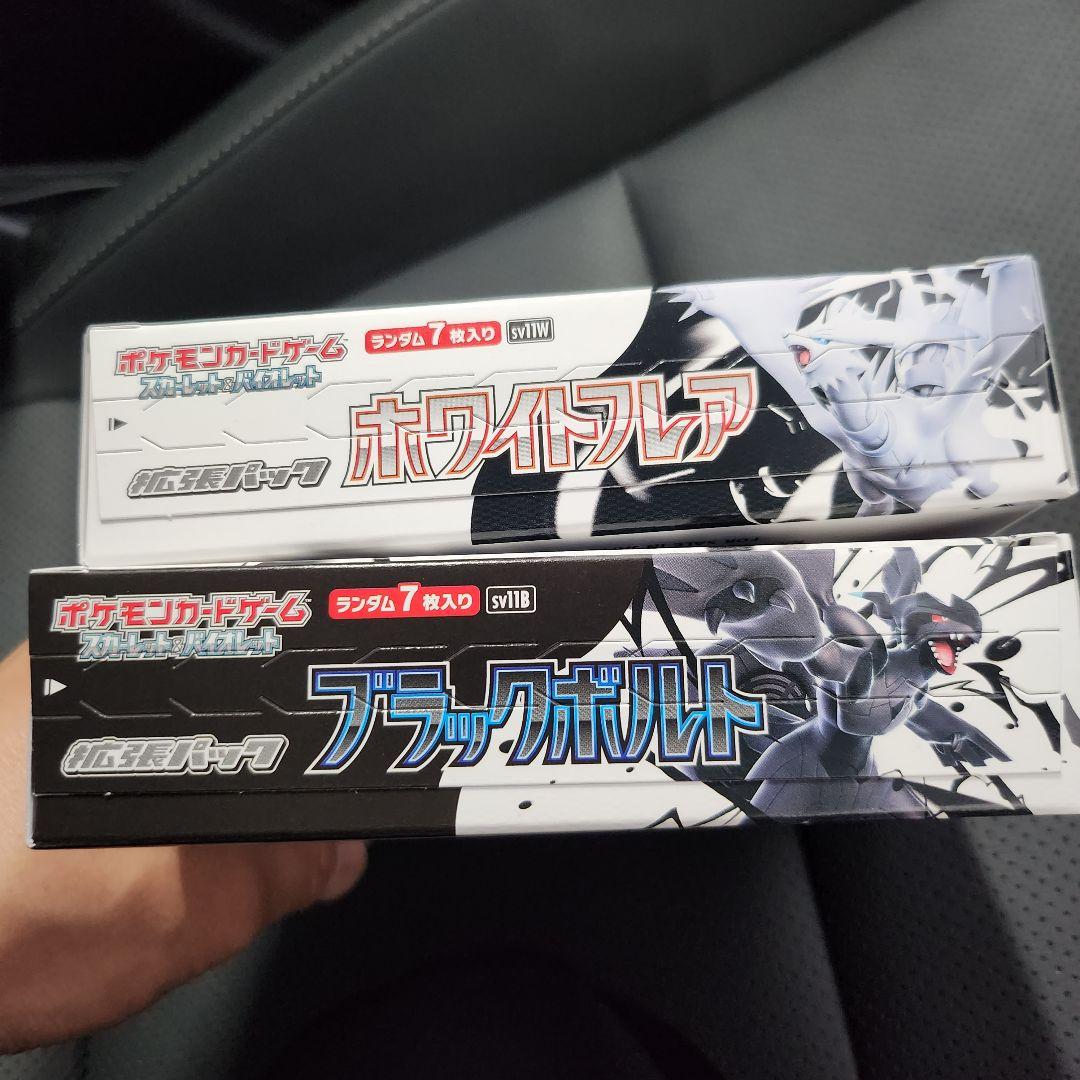 ポケモンカードゲーム
スカーレット&バイオレット
ランダム7枚入り sv11W
ホワイトフレア
拡張パック
ポケモンカードゲーム
スカーレット&バイオレット
ランダム7枚入り sv11B
ブラックボルト
拡張パック